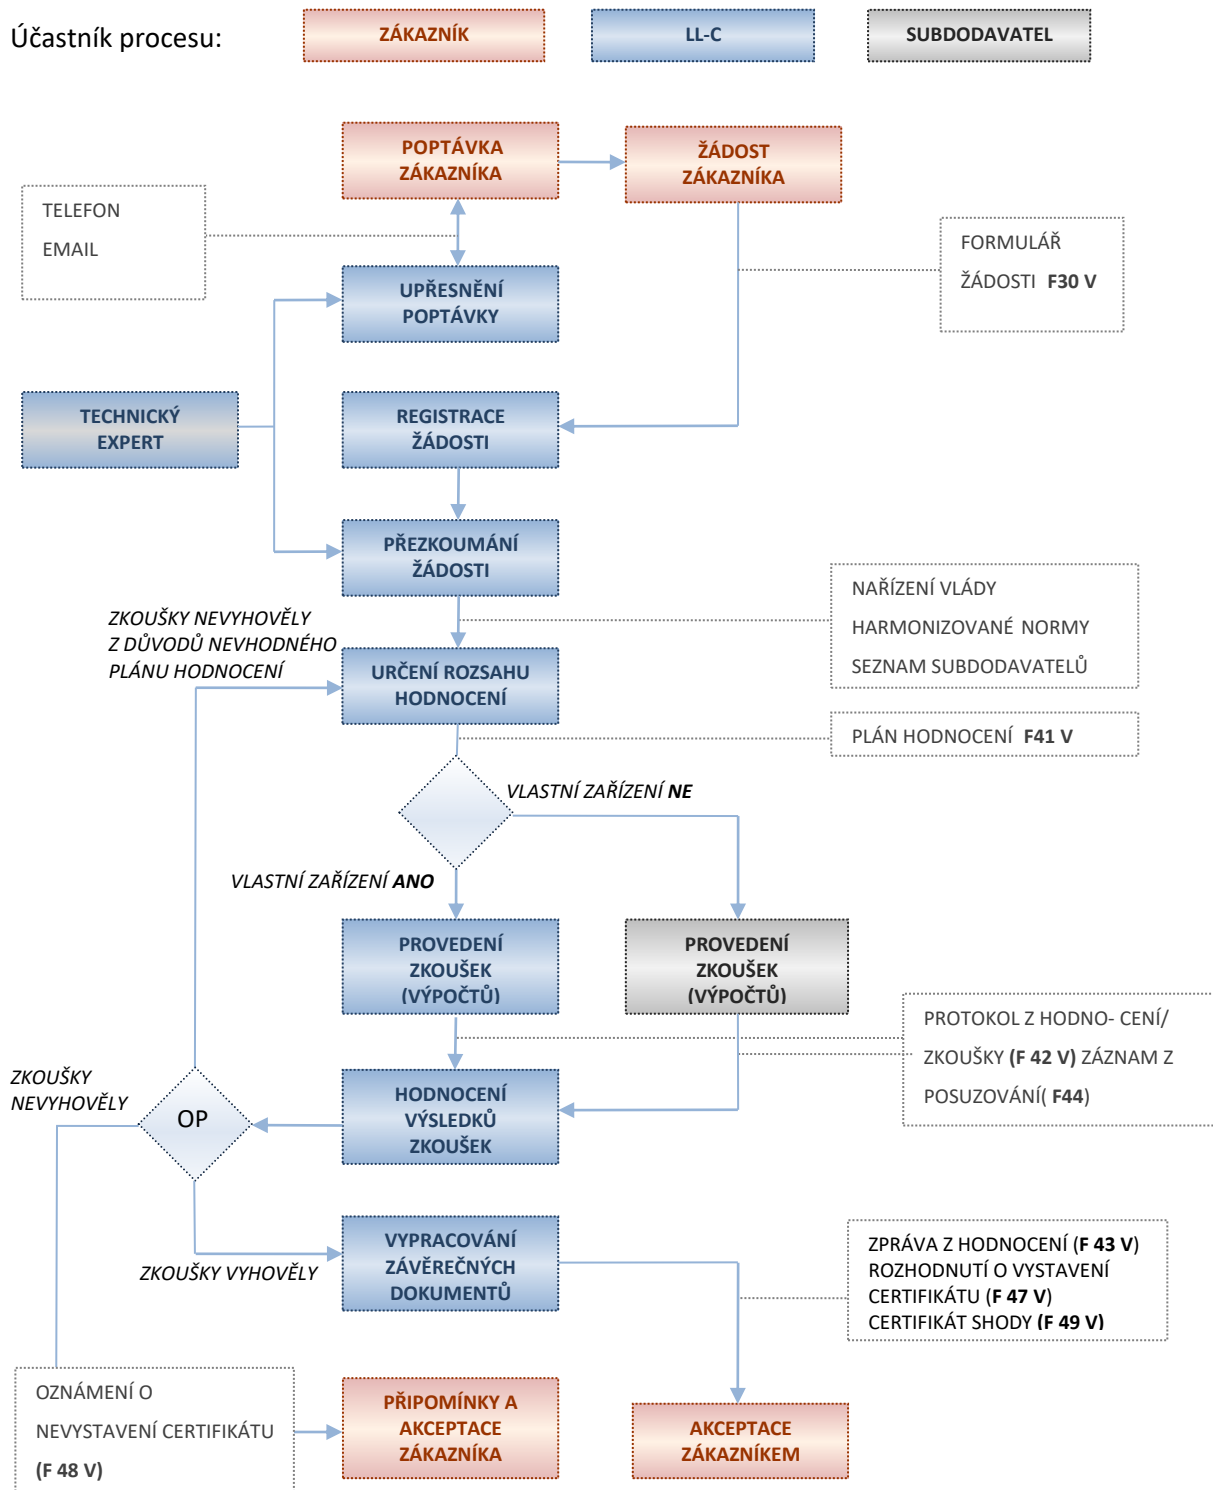 Účastník procesu:
ZÁKAZNÍK
LL-C
SUBDODAVATEL
POPTÁVKA
ZÁKAZNÍKA
ŽÁDOST
ZÁKAZNÍKA
TELEFON
EMAIL
FORMULÁŘ
ŽÁDOSTI F30 V
UPŘESNĚNÍ
POPTÁVKY
TECHNICKÝ
EXPERT
REGISTRACE
ŽÁDOSTI
PŘEZKOUMÁNÍ
ŽÁDOSTI
NAŘÍZENÍ VLÁDY
HARMONIZOVANÉ NORMY
SEZNAM SUBDODAVATELŮ
ZKOUŠKY NEVYHOVĚLY
Z DŮVODŮ NEVHODNÉHO
PLÁNU HODNOCENÍ
URČENÍ ROZSAHU
HODNOCENÍ
PLÁN HODNOCENÍ F41 V
VLASTNÍ ZAŘÍZENÍ NE
VLASTNÍ ZAŘÍZENÍ ANO
PROVEDENÍ
ZKOUŠEK
(VÝPOČTŮ)
PROVEDENÍ
ZKOUŠEK
(VÝPOČTŮ)
PROTOKOL Z HODNO- CENÍ/
ZKOUŠKY (F 42 V) ZÁZNAM Z
POSUZOVÁNÍ( F44)
ZKOUŠKY
NEVYHOVĚLY
OP
HODNOCENÍ
VÝSLEDKŮ
ZKOUŠEK
ZKOUŠKY VYHOVĚLY
VYPRACOVÁNÍ
ZÁVĚREČNÝCH
DOKUMENTŮ
ZPRÁVA Z HODNOCENÍ (F 43 V)
ROZHODNUTÍ O VYSTAVENÍ
CERTIFIKÁTU (F 47 V)
CERTIFIKÁT SHODY (F 49 V)
OZNÁMENÍ O
NEVYSTAVENÍ CERTIFIKÁTU
(F 48 V)
PŘIPOMÍNKY A
AKCEPTACE
ZÁKAZNÍKA
AKCEPTACE
ZÁKAZNÍKEM